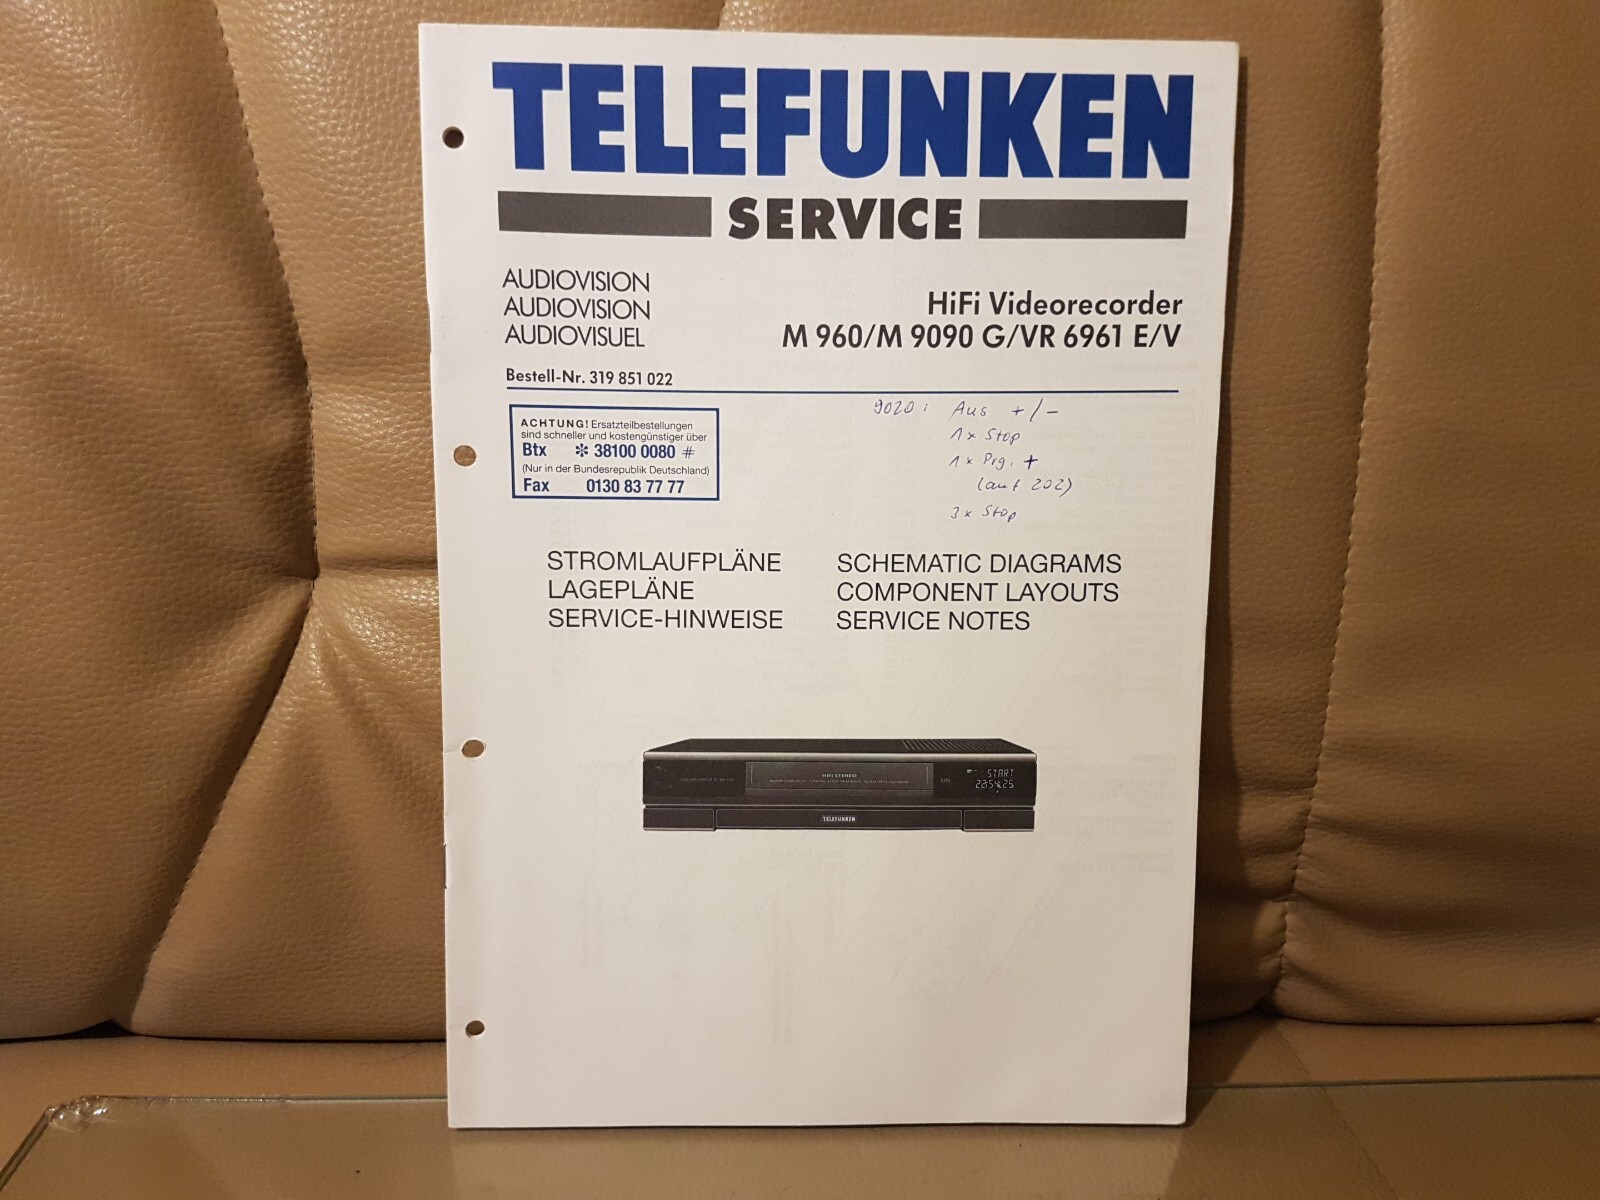 TELEFUNKEN
SERVICE
AUDIOVISION
AUDIOVISION
AUDIOVISUEL
HiFi Videorecorder
M 960/M 9090 G/VR 6961 E/V
Bestell-Nr. 319 851 022
ACHTUNG! Ersatzteilbestellungen
sind schneller und kostengünstiger über
Btx ✻ 38100 0080 #
(Nur in der Bundesrepublik Deutschland)
Fax 0130 83 77 77
9020: Aus +/-
1x Stop
1x Prg. +
(auf 202)
3x Stop
STROMLAUFPLÄNE
LAGEPLÄNE
SERVICE-HINWEISE
SCHEMATIC DIAGRAMS
COMPONENT LAYOUTS
SERVICE NOTES
HIFI STEREO
START
TELEFUNKEN